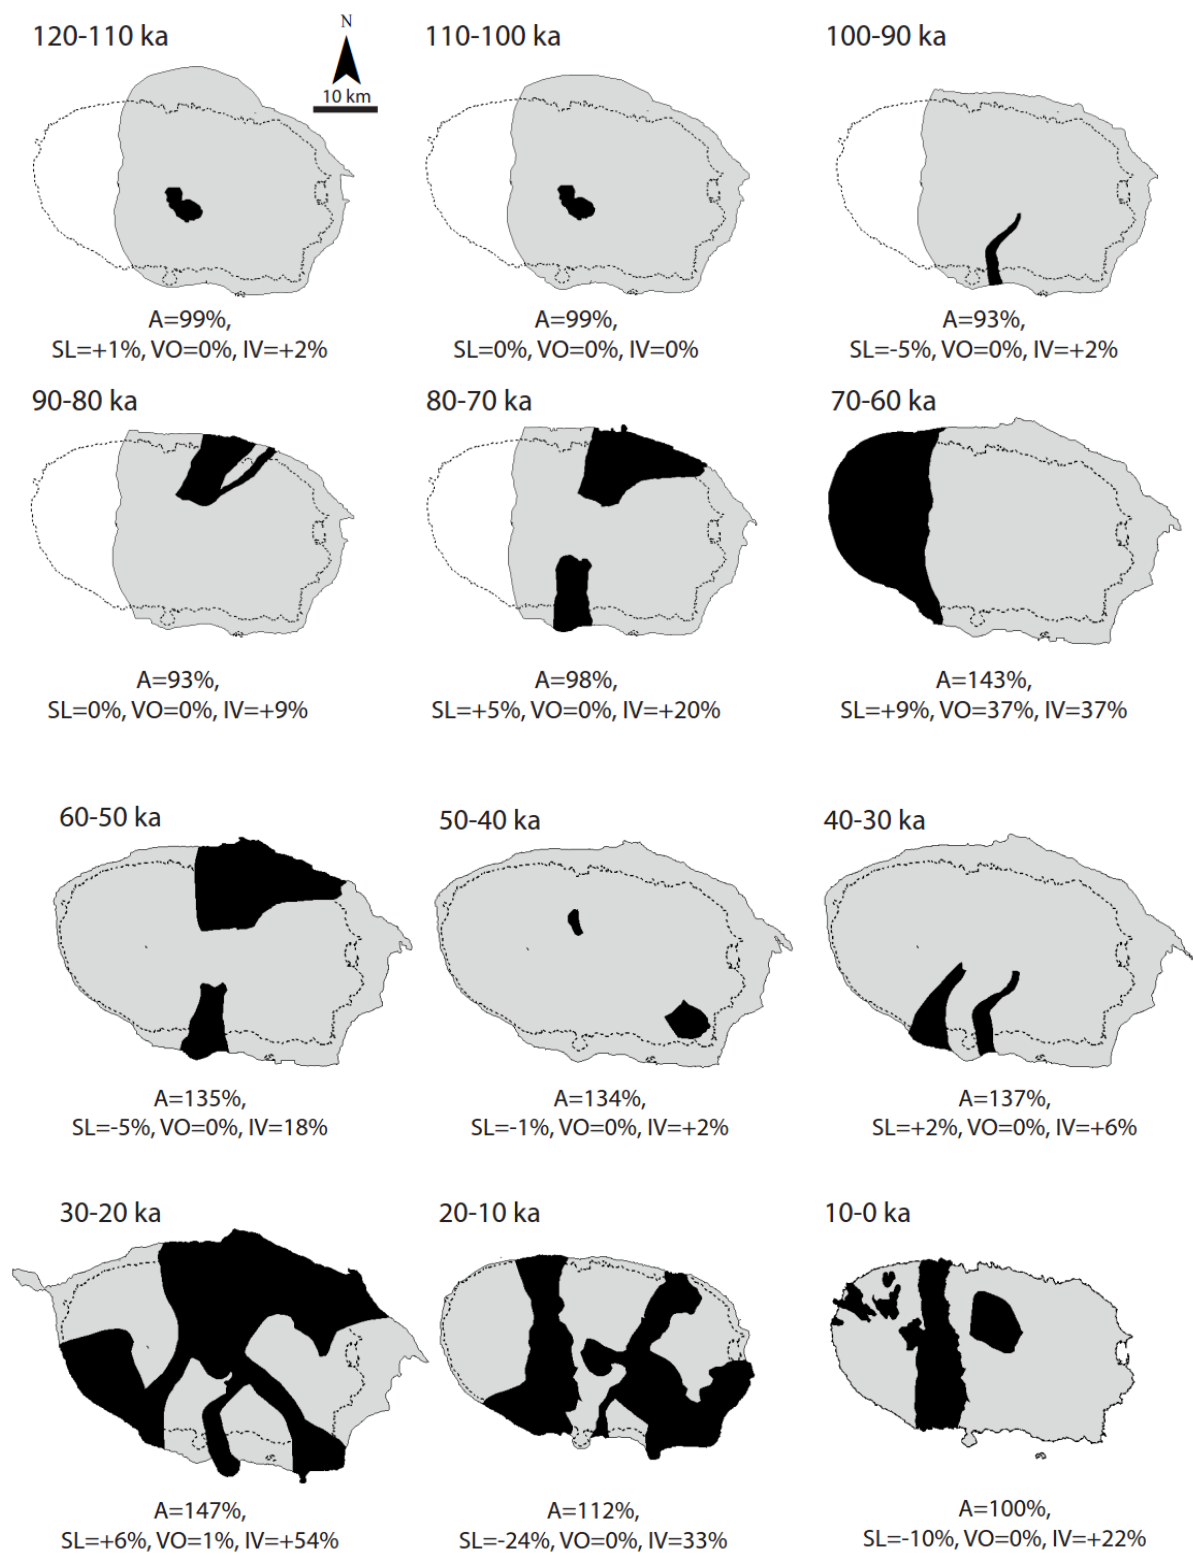 120-110 ka
N
10 km
110-100 ka
100-90 ka
A=99%,
SL=+1%, VO=0%, IV=+2%
A=99%,
SL=0%, VO=0%, IV=0%
A=93%,
SL=-5%, VO=0%, IV=+2%
90-80 ka
80-70 ka
70-60 ka
A=93%,
SL=0%, VO=0%, IV=+9%
A=98%,
SL=+5%, VO=0%, IV=+20%
A=143%,
SL=+9%, VO=37%, IV=37%
60-50 ka
50-40 ka
40-30 ka
A=135%,
SL=-5%, VO=0%, IV=18%
A=134%,
SL=-1%, VO=0%, IV=+2%
A=137%,
SL=+2%, VO=0%, IV=+6%
30-20 ka
20-10 ka
10-0 ka
A=147%,
SL=+6%, VO=1%, IV=+54%
A=112%,
SL=-24%, VO=0%, IV=33%
A=100%,
SL=-10%, VO=0%, IV=+22%